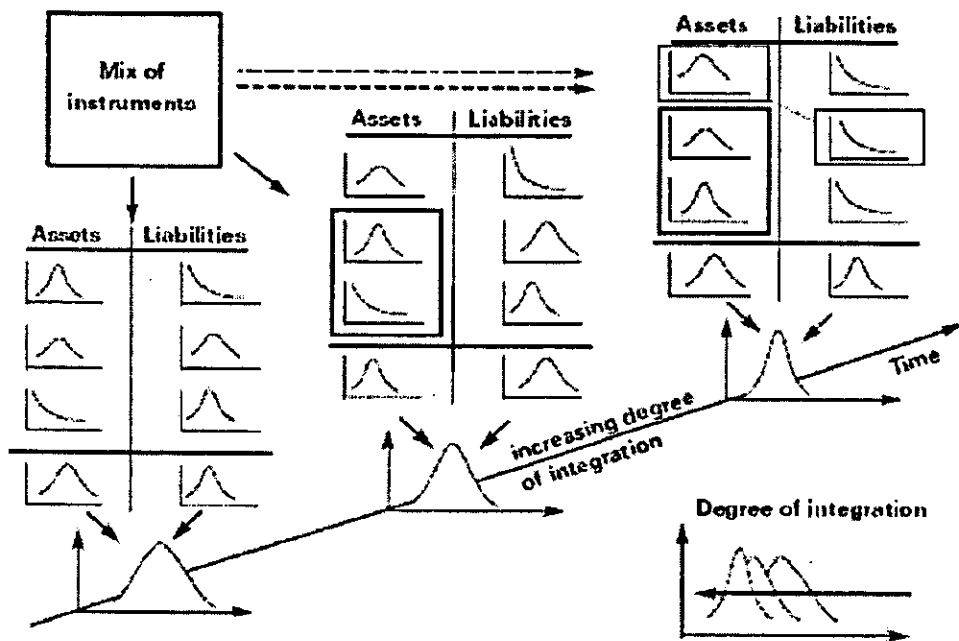 Mix of
instruments
Assets Liabilities
Assets Liabilities
Assets Liabilities
increasing degree
of integration
Time
Degree of integration